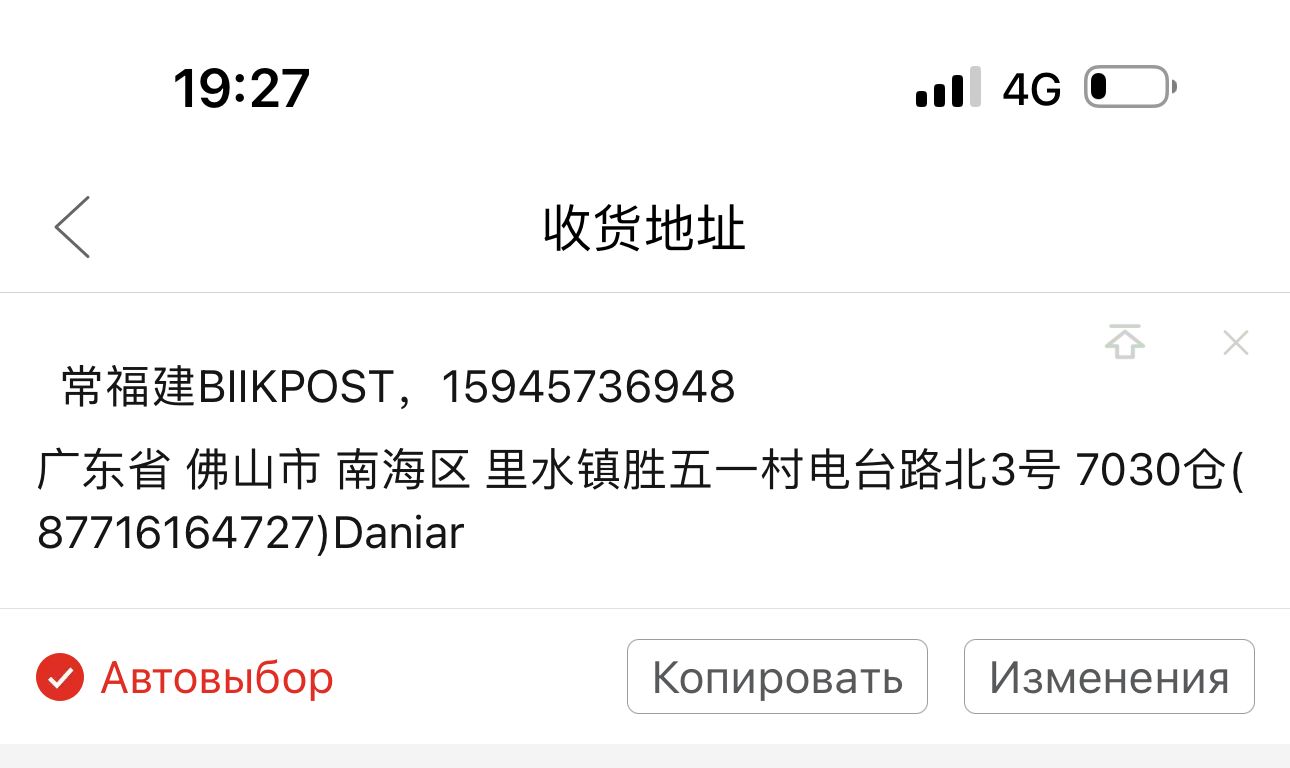 19:27 4G
收货地址
常福建BIIKPOST，15945736948
广东省 佛山市 南海区 里水镇胜五一村电台路北3号 7030仓(
87716164727)Daniar
Автовыбор Копировать Изменения